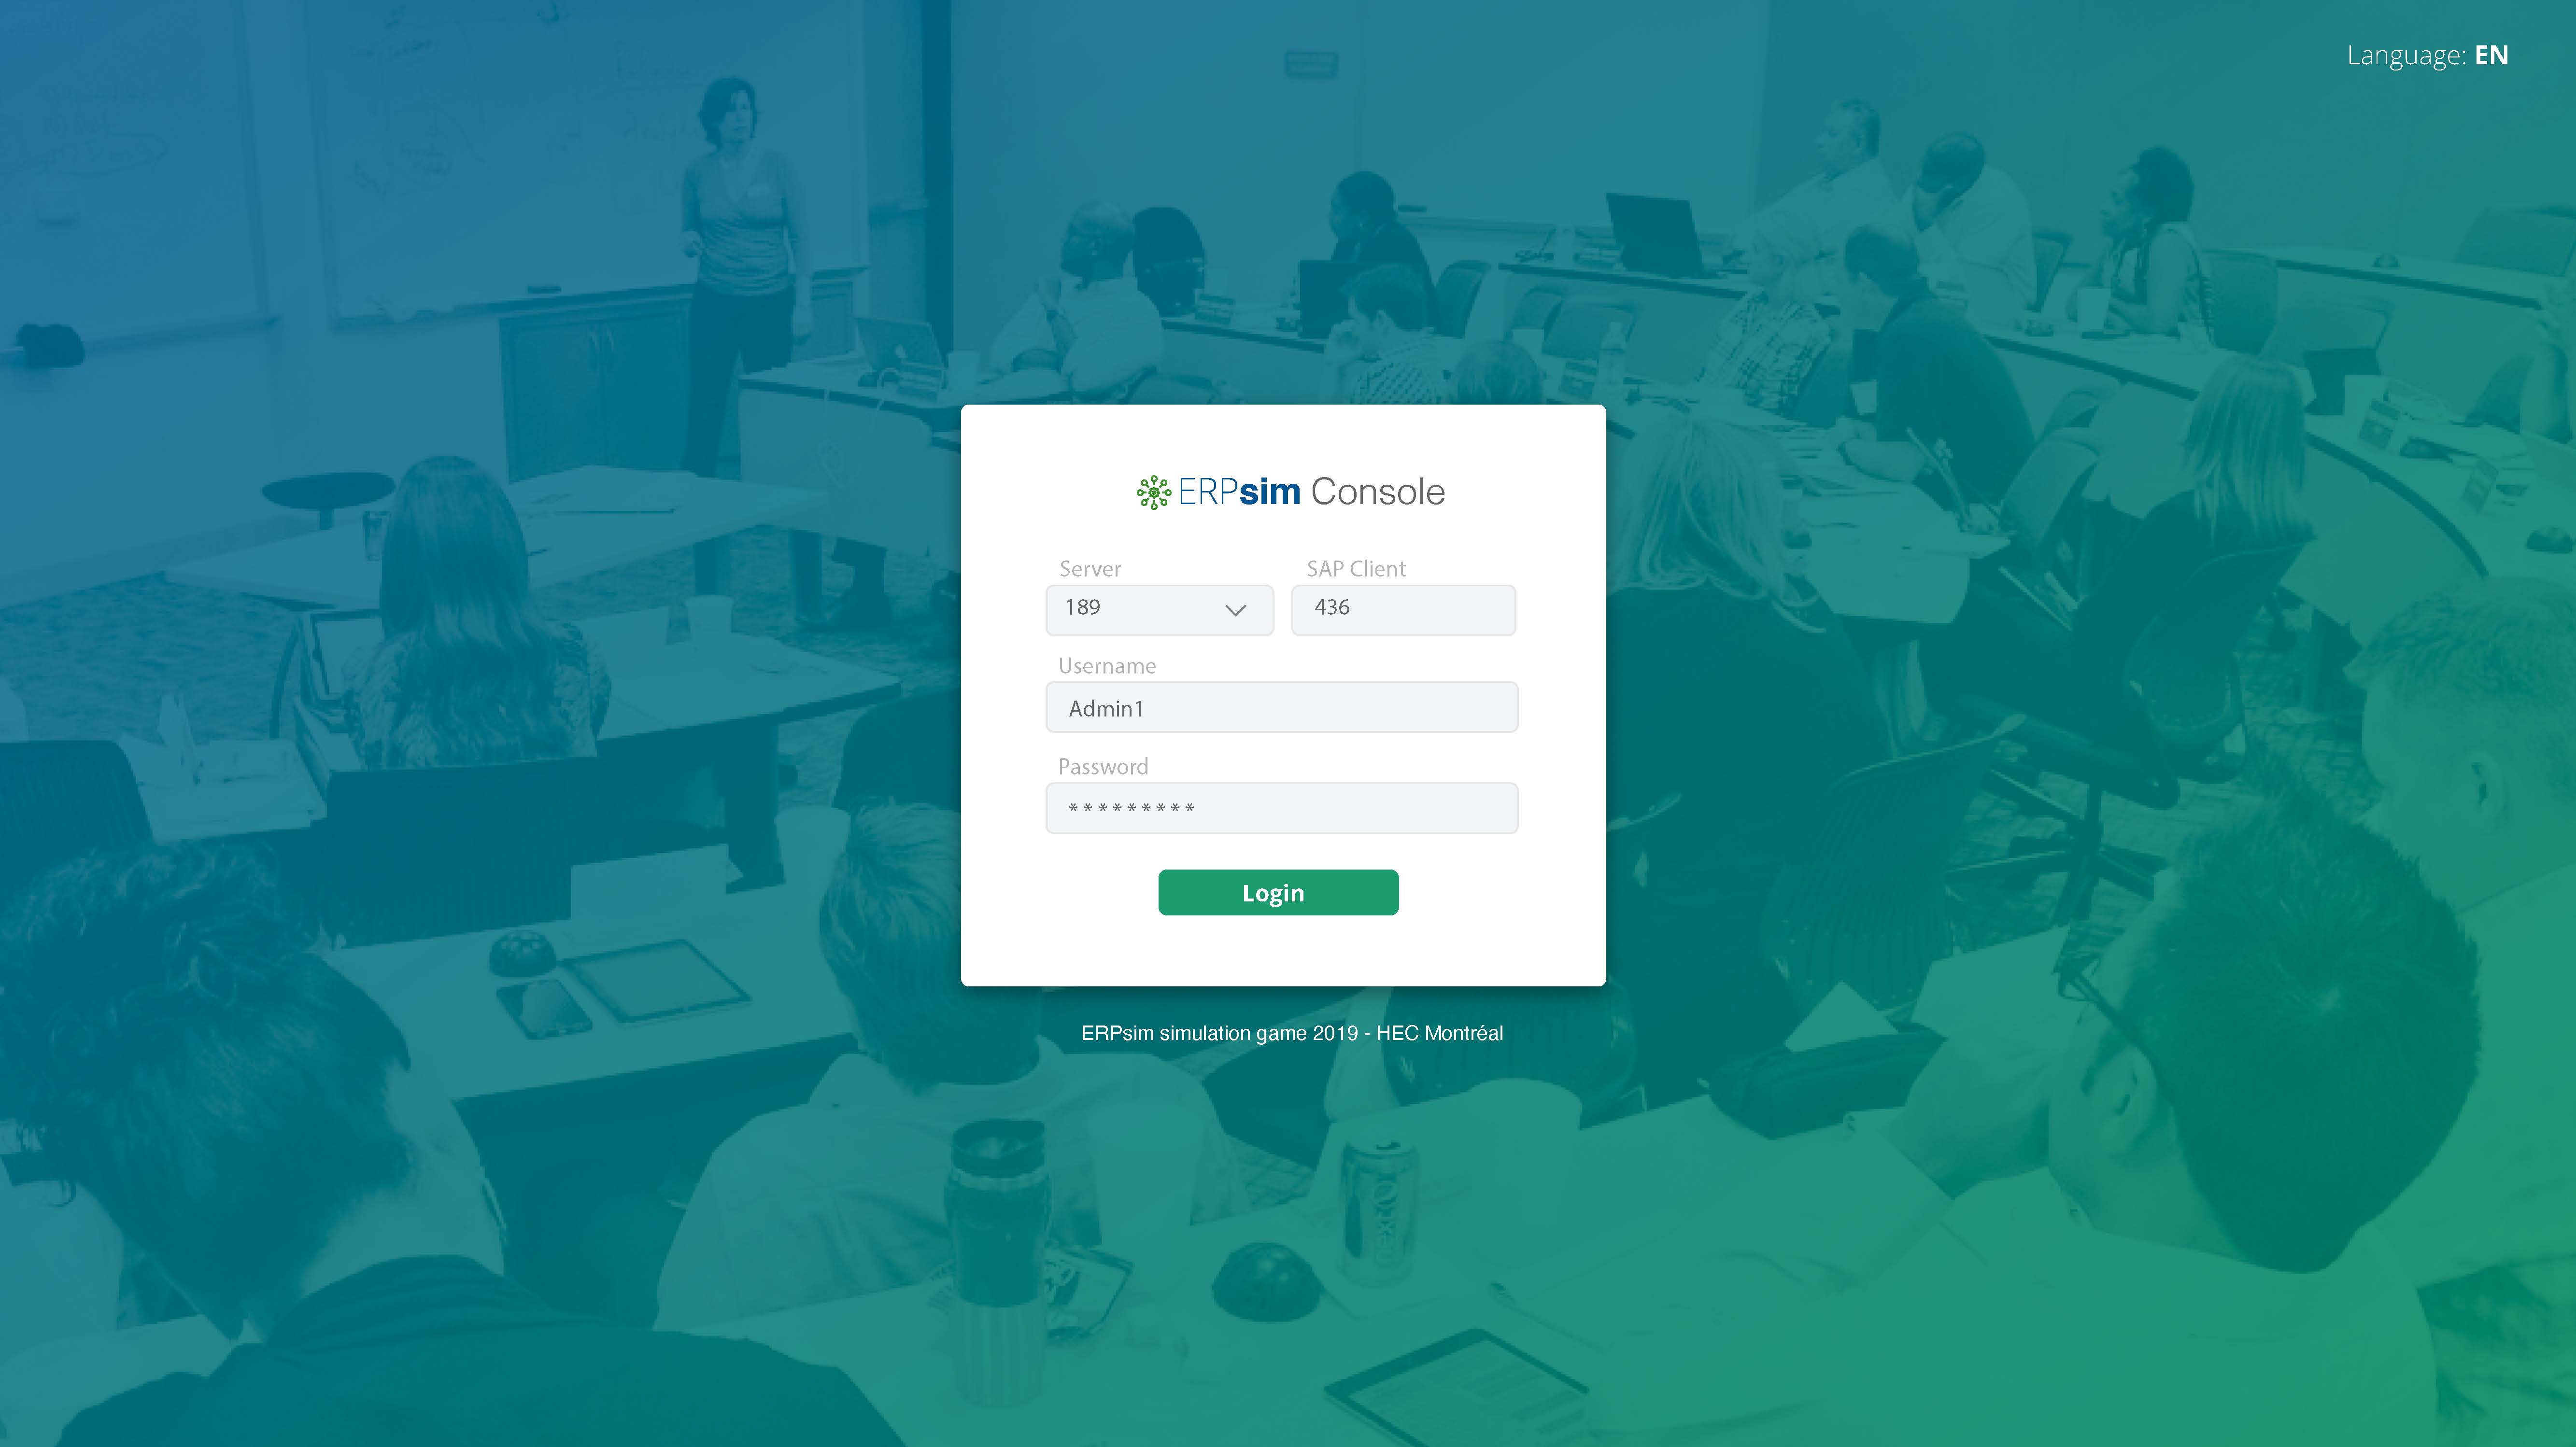 Language: EN
ERPsim Console
Server
SAP Client
189
436
Username
Admin1
Password
*********
Login
ERPsim simulation game 2019 - HEC Montréal